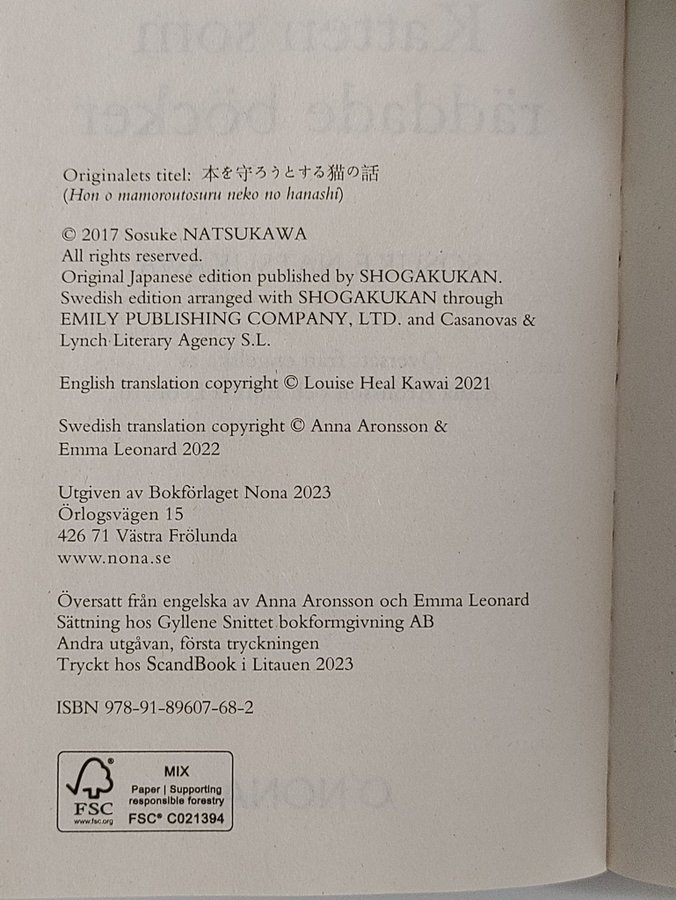 Originalets titel: 本を守ろうとする猫の話
(Hon o mamoroutosuru neko no hanashi)
© 2017 Sosuke NATSUKAWA
All rights reserved.
Original Japanese edition published by SHOGAKUKAN.
Swedish edition arranged with SHOGAKUKAN through
EMILY PUBLISHING COMPANY, LTD. and Casanovas &
Lynch Literary Agency S.L.
English translation copyright © Louise Heal Kawai 2021
Swedish translation copyright © Anna Aronsson &
Emma Leonard 2022
Utgiven av Bokförlaget Nona 2023
Örlogsvägen 15
426 71 Västra Frölunda
www.nona.se
Översatt från engelska av Anna Aronsson och Emma Leonard
Sättning hos Gyllene Snittet bokformgivning AB
Andra utgåvan, första tryckningen
Tryckt hos ScandBook i Litauen 2023
ISBN 978-91-89607-68-2
FSC
www.fsc.org
MIX
Paper | Supporting
responsible forestry
FSC® C021394